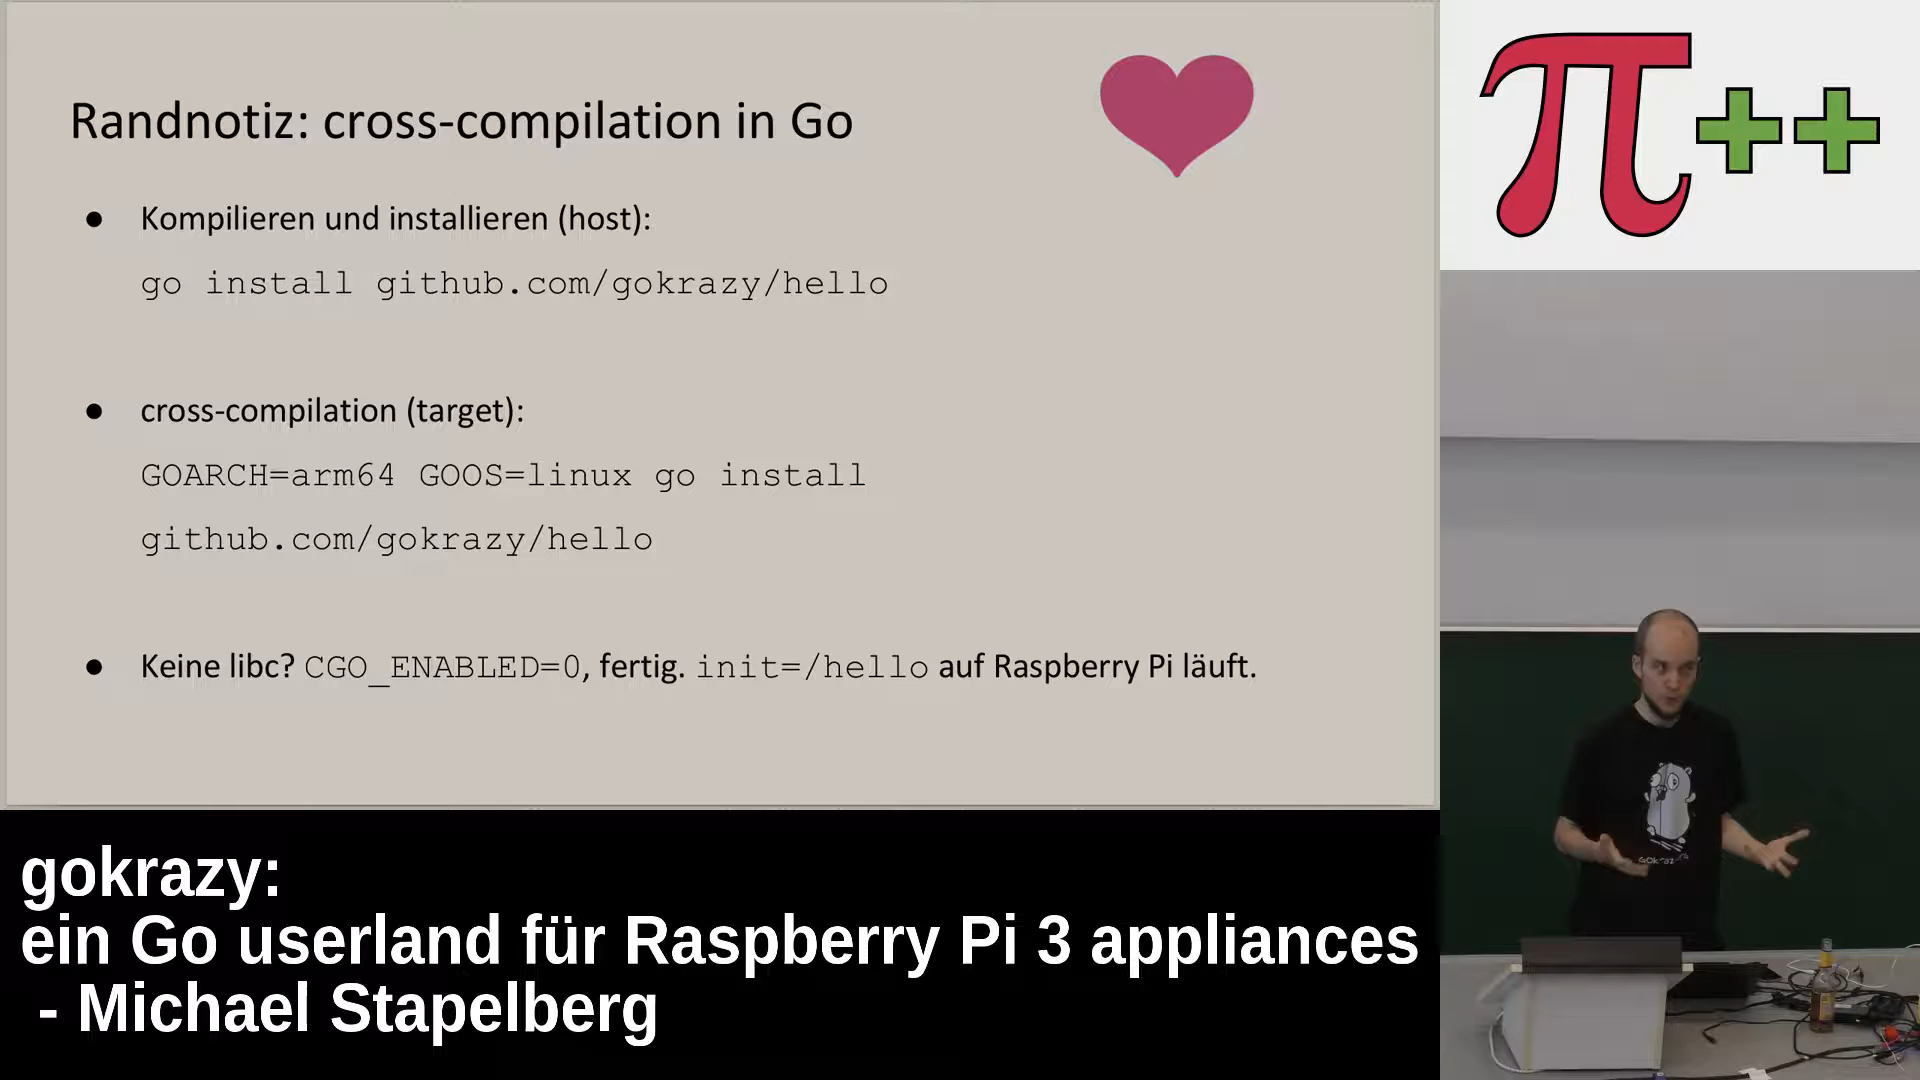 Randnotiz: cross-compilation in Go
● Kompilieren und installieren (host):
go install github.com/gokrazy/hello
● cross-compilation (target):
GOARCH=arm64 GOOS=linux go install
github.com/gokrazy/hello
● Keine libc? CGO_ENABLED=0, fertig. init=/hello auf Raspberry Pi läuft.
π++
gokrazy:
ein Go userland für Raspberry Pi 3 appliances
- Michael Stapelberg